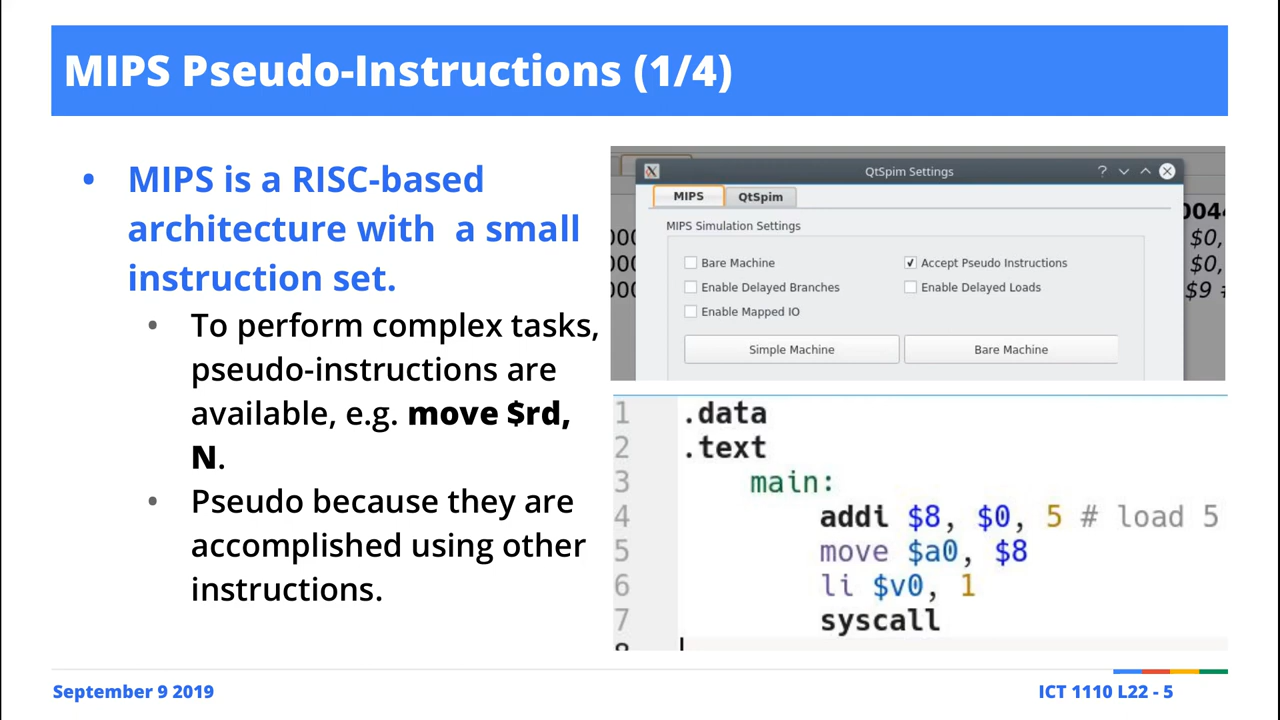 MIPS Pseudo-Instructions (1/4)
• MIPS is a RISC-based
architecture with a small
instruction set.
• To perform complex tasks,
pseudo-instructions are
available, e.g. move $rd,
N.
• Pseudo because they are
accomplished using other
instructions.
QtSpim Settings
MIPS QtSpim
MIPS Simulation Settings
Bare Machine
Accept Pseudo Instructions
Enable Delayed Branches
Enable Delayed Loads
Enable Mapped IO
Simple Machine
Bare Machine
$0,
$0,
$9
1 .data
2 .text
3 main:
4 addi $8, $0, 5 # load 5
5 move $a0, $8
6 li $v0, 1
7 syscall
September 9 2019
ICT 1110 L22 - 5